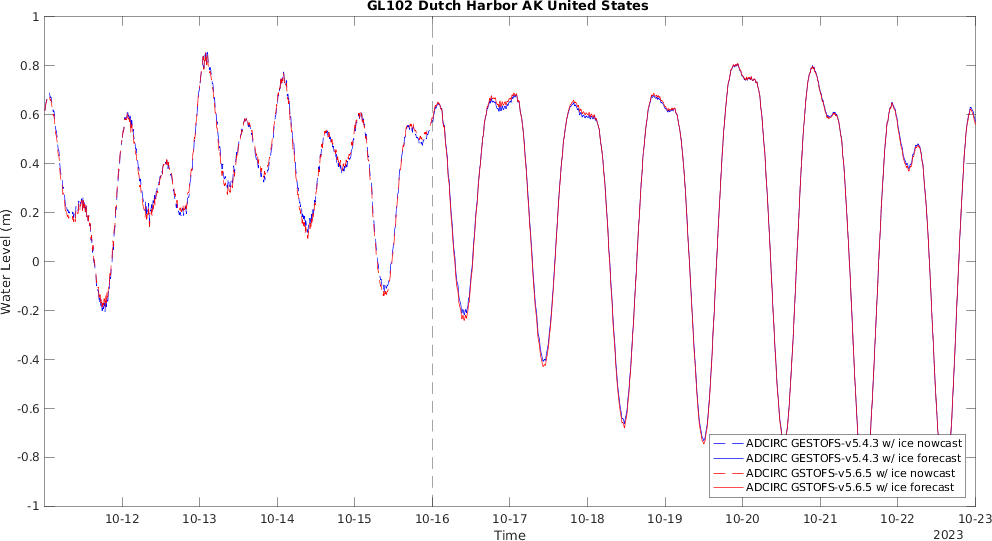 GL102 Dutch Harbor AK United States
1
0.8
0.6
0.4
0.2
0
-0.2
-0.4
-0.6
-0.8
-1
Water Level (m)
ADCIRC GESTOFS-v5.4.3 w/ ice nowcast
ADCIRC GESTOFS-v5.4.3 w/ ice forecast
ADCIRC GSTOFS-v5.6.5 w/ ice nowcast
ADCIRC GSTOFS-v5.6.5 w/ ice forecast
10-12 10-13 10-14 10-15 10-16 10-17 10-18 10-19 10-20 10-21 10-22 10-23
Time
2023